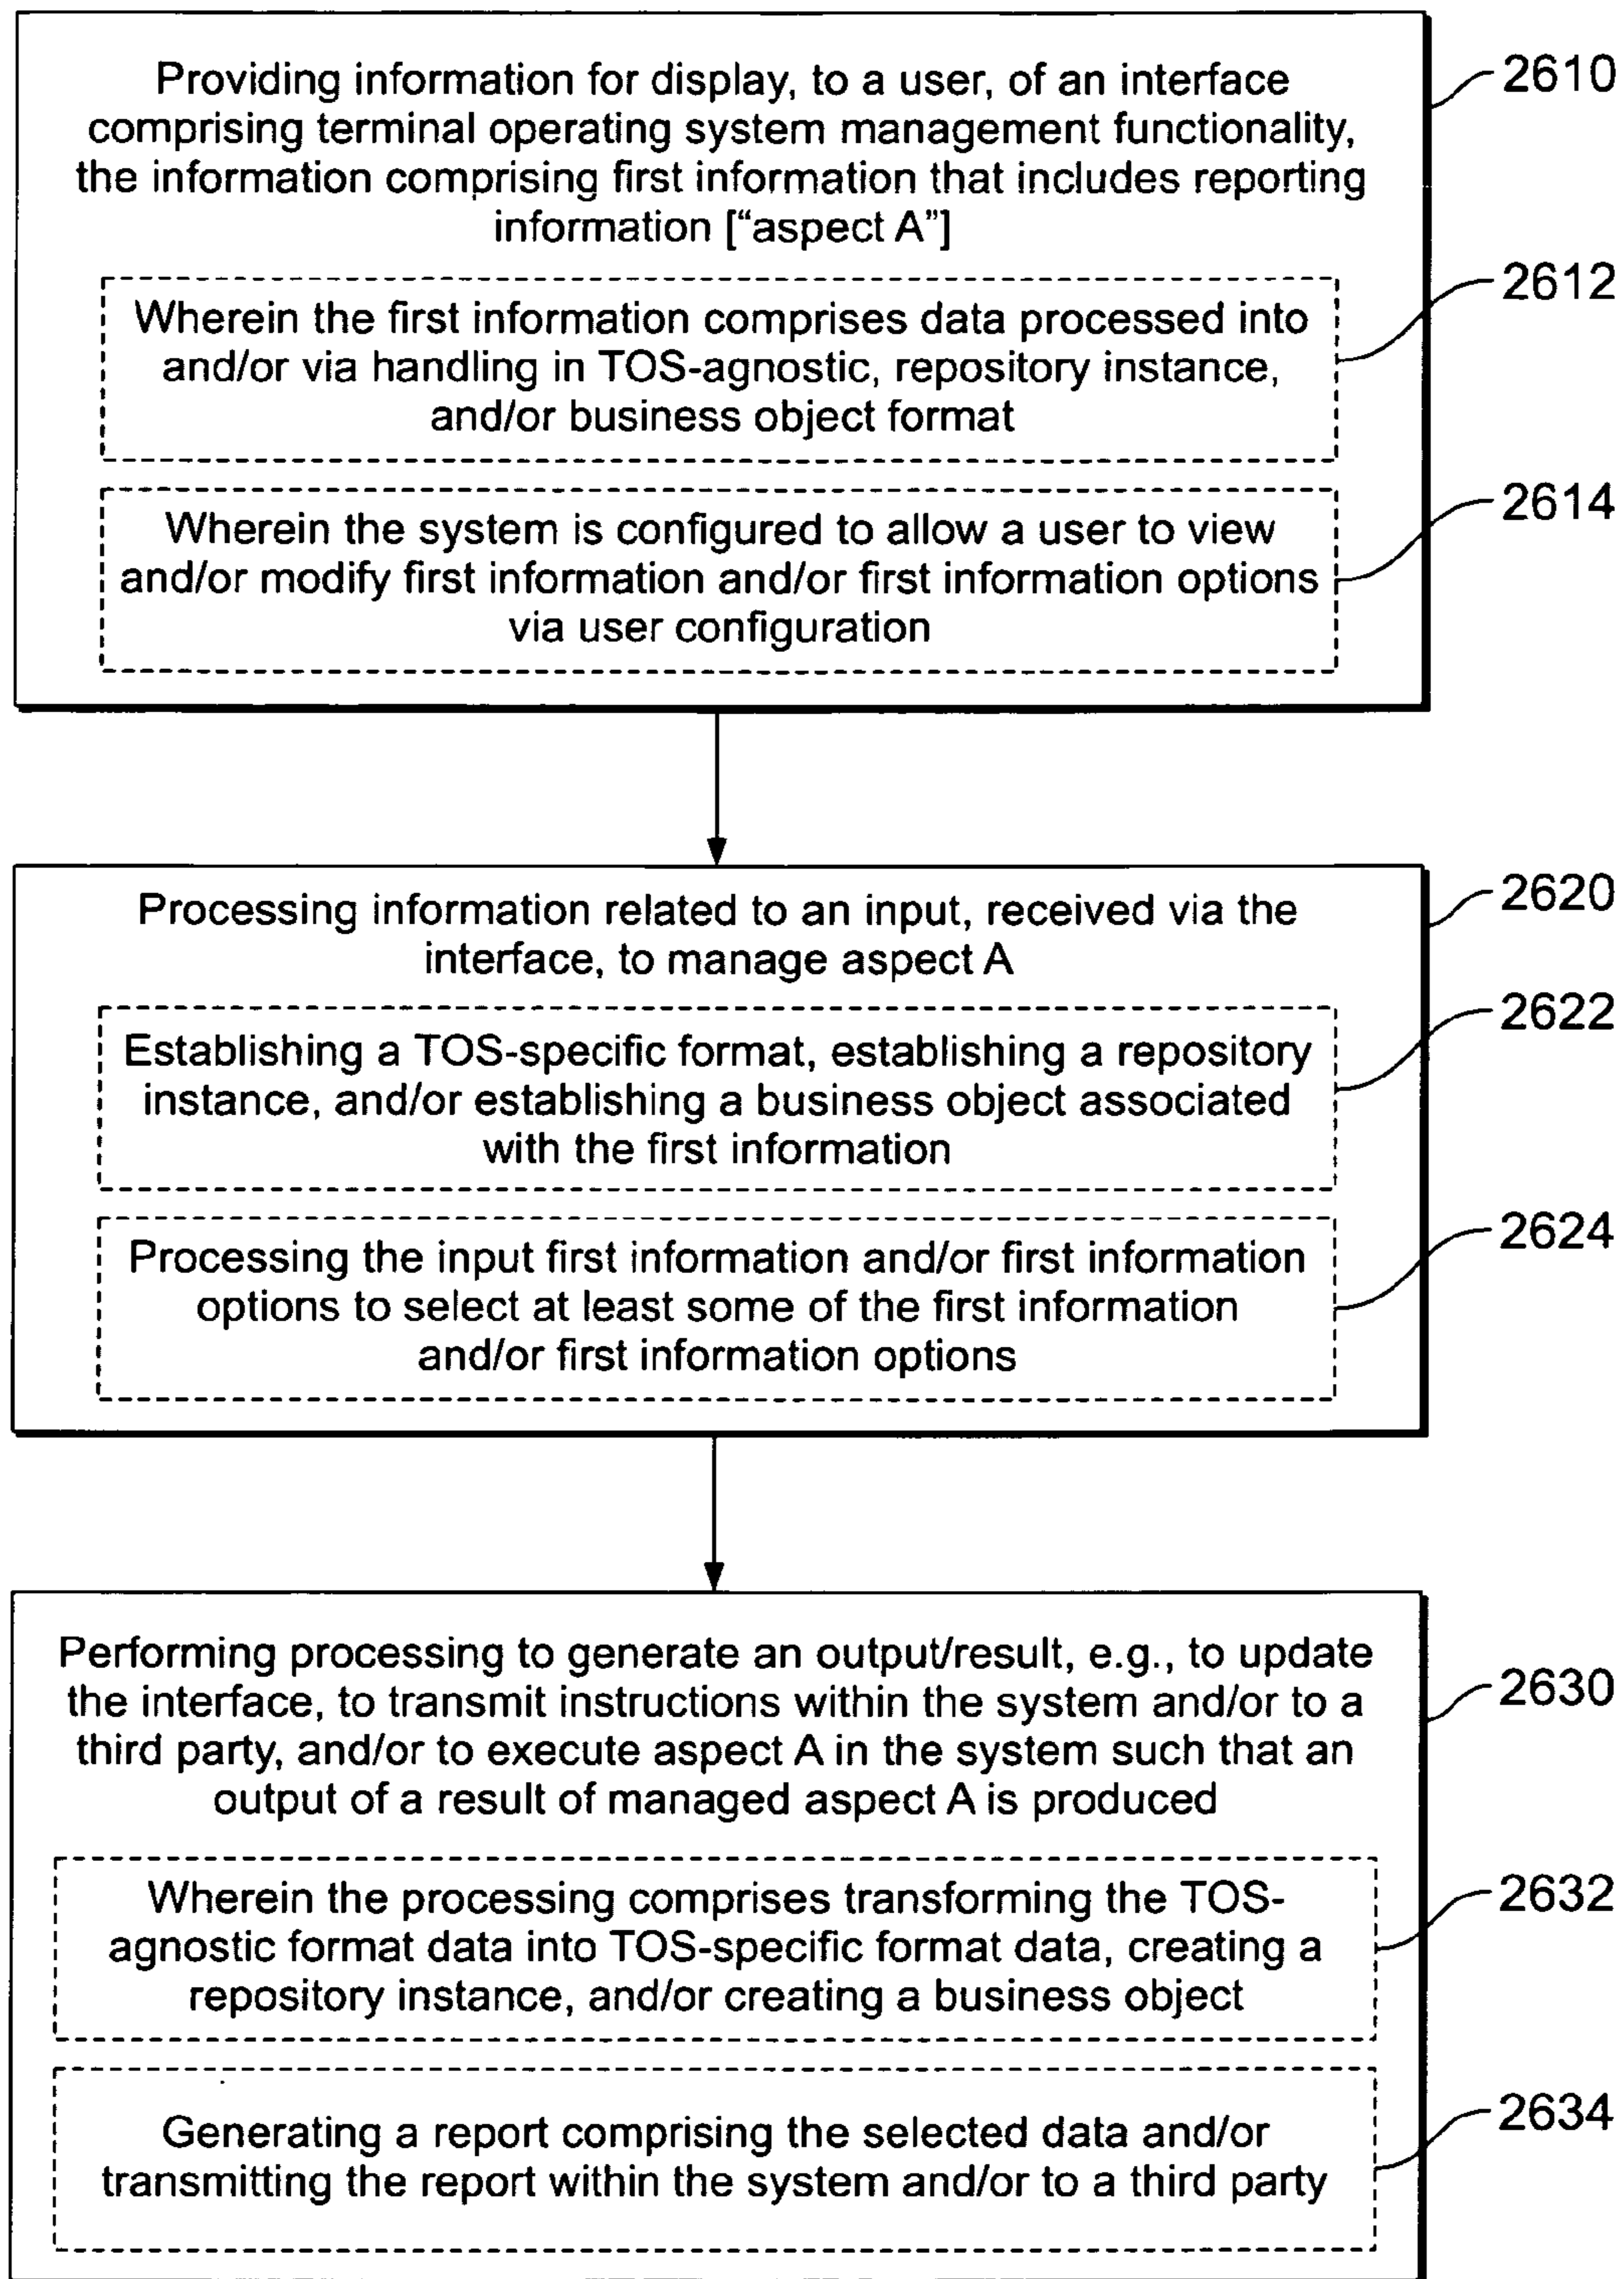 Providing information for display, to a user, of an interface
comprising terminal operating system management functionality,
the information comprising first information that includes reporting
information [“aspect A”]
2610
Wherein the first information comprises data processed into
and/or via handling in TOS-agnostic, repository instance,
and/or business object format
2612
Wherein the system is configured to allow a user to view
and/or modify first information and/or first information options
via user configuration
2614
Processing information related to an input, received via the
interface, to manage aspect A
2620
Establishing a TOS-specific format, establishing a repository
instance, and/or establishing a business object associated
with the first information
2622
Processing the input first information and/or first information
options to select at least some of the first information
and/or first information options
2624
Performing processing to generate an output/result, e.g., to update
the interface, to transmit instructions within the system and/or to a
third party, and/or to execute aspect A in the system such that an
output of a result of managed aspect A is produced
2630
Wherein the processing comprises transforming the TOS-
agnostic format data into TOS-specific format data, creating a
repository instance, and/or creating a business object
2632
Generating a report comprising the selected data and/or
transmitting the report within the system and/or to a third party
2634